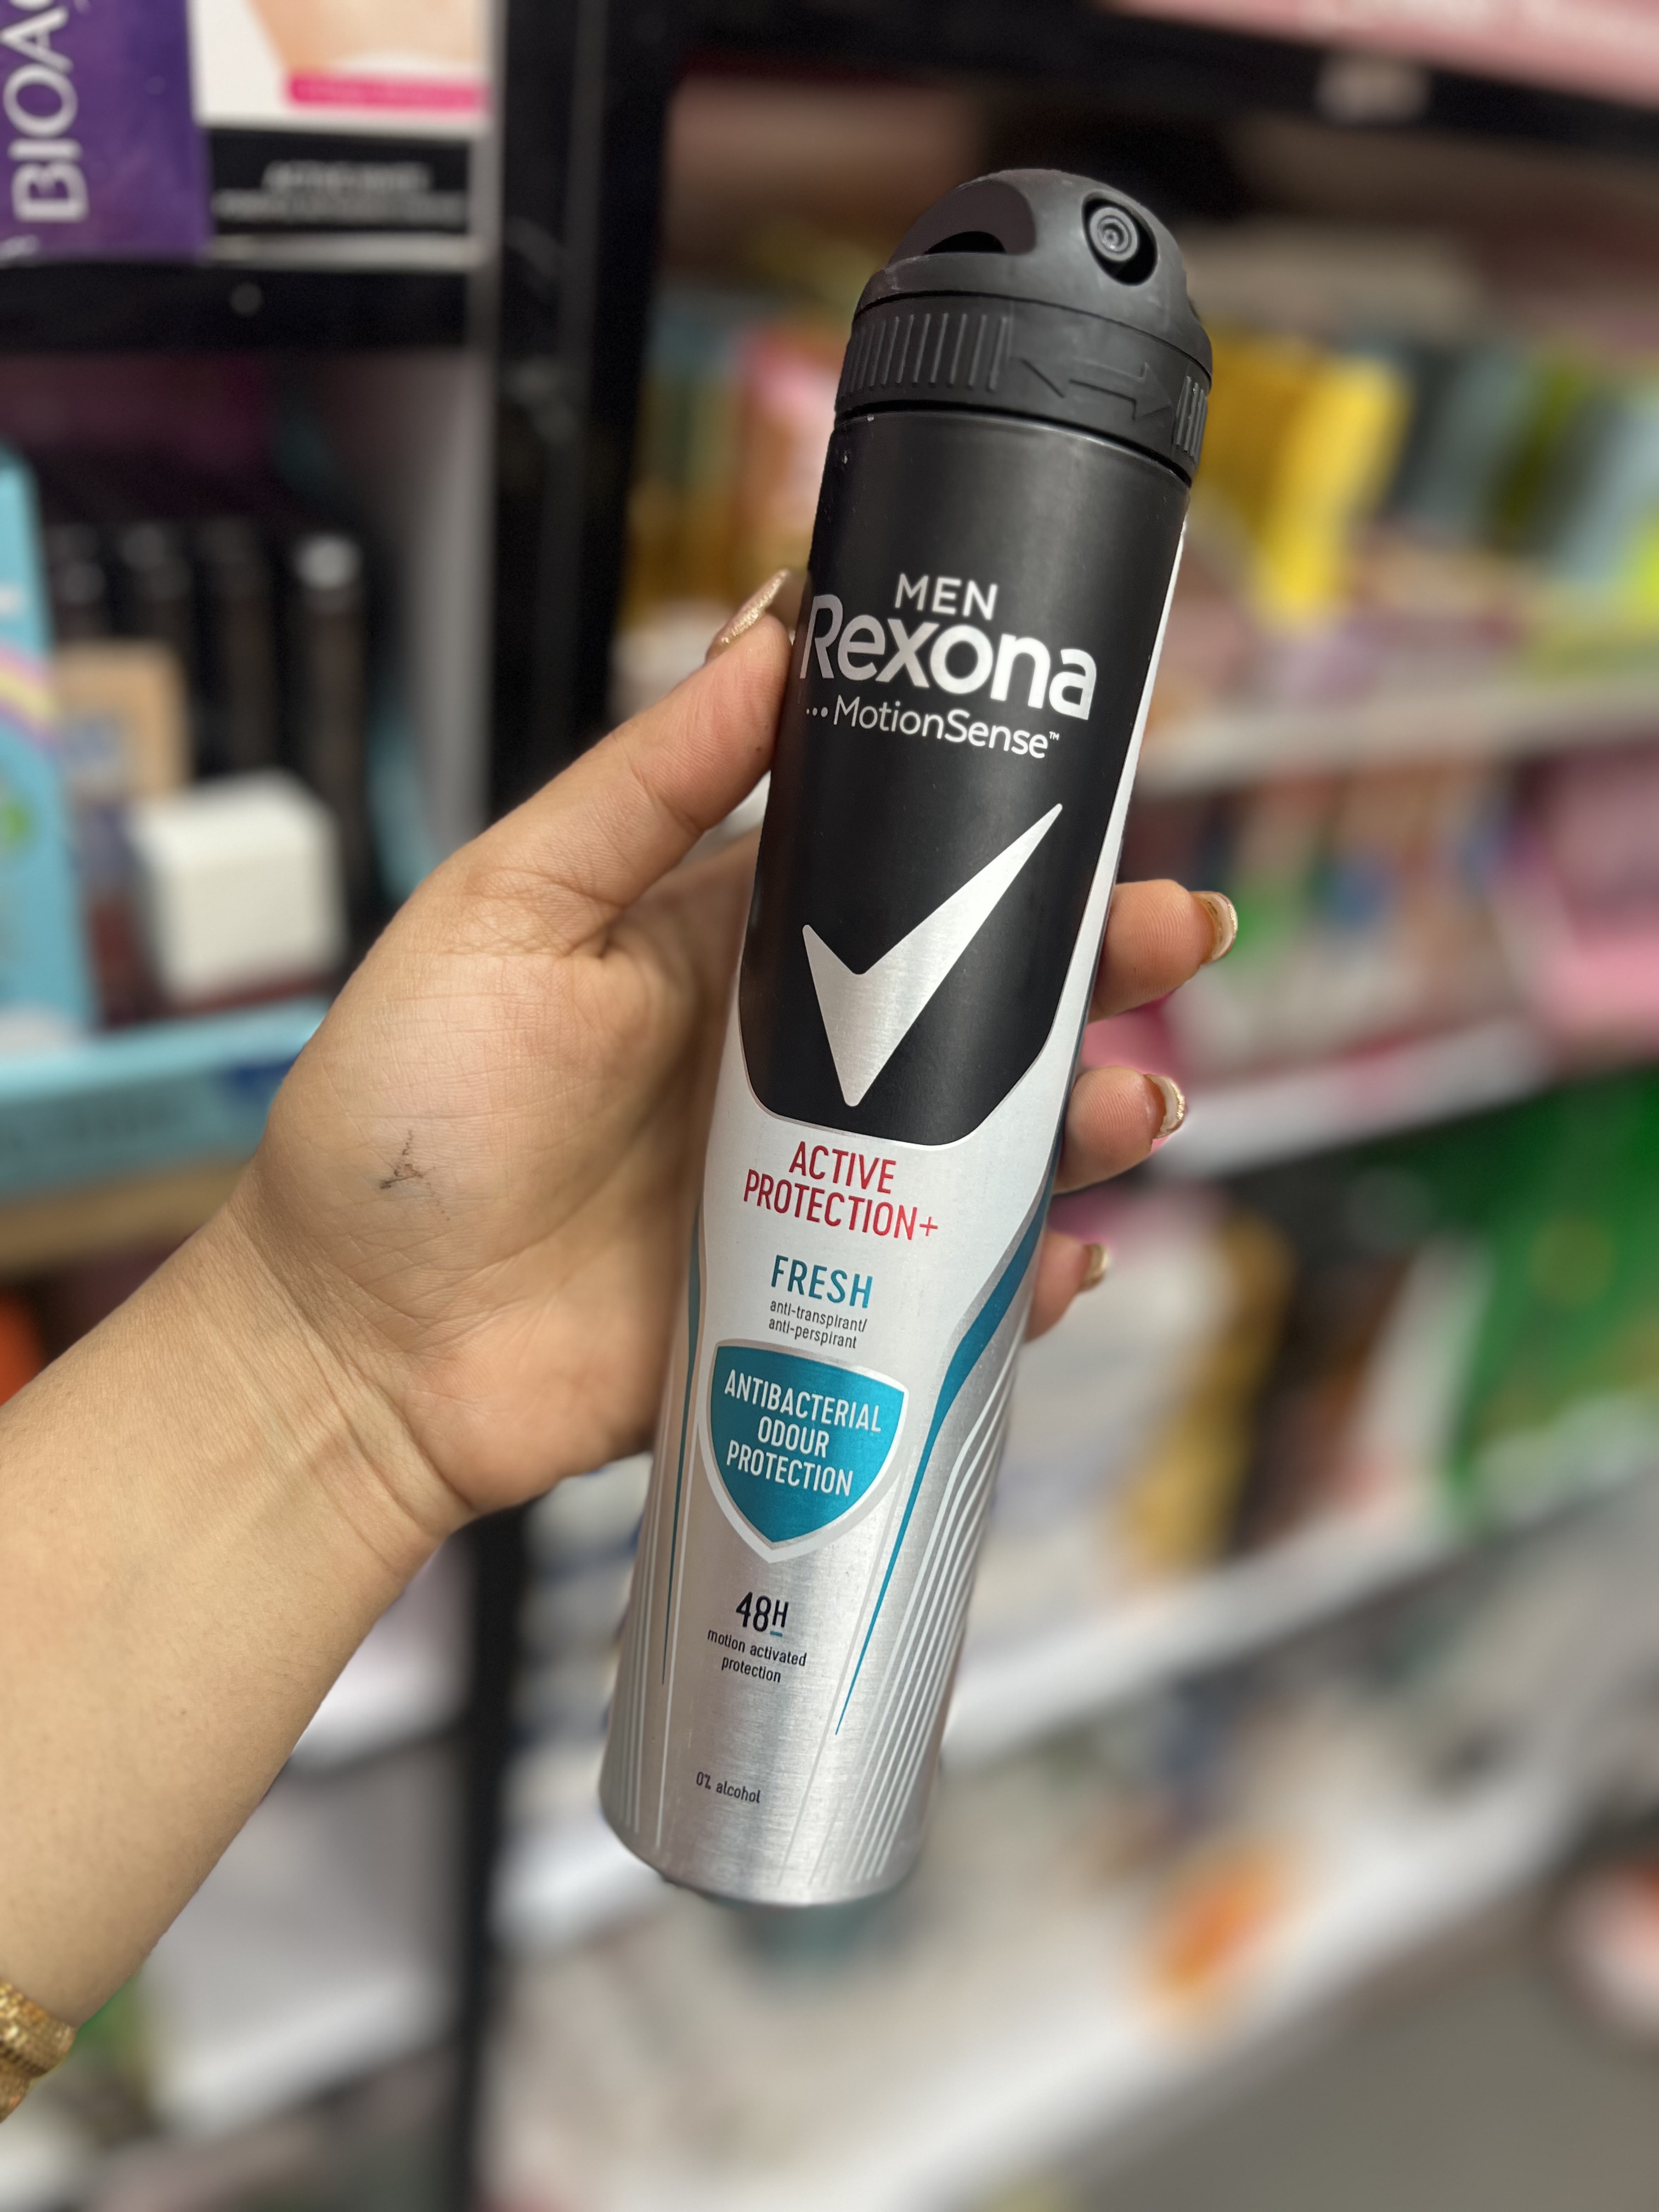 MEN
Rexona
...MotionSense™
ACTIVE
PROTECTION+
FRESH
anti-transpirant/
anti-perspirant
ANTIBACTERIAL
ODOUR
PROTECTION
48H
motion activated
protection
0% alcohol